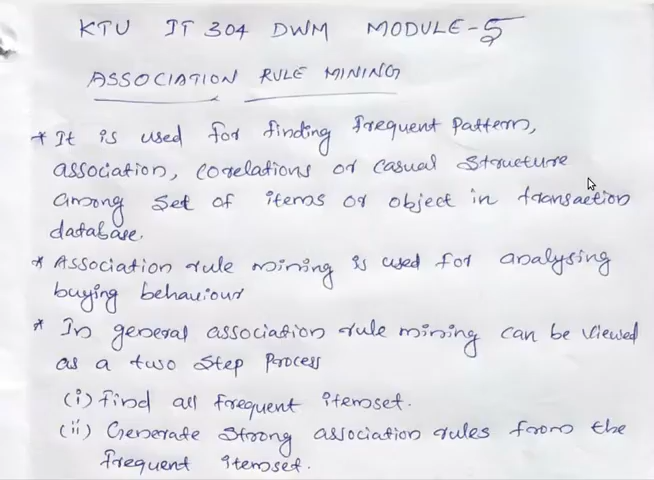 KTU IT 304 DWM MODULE-5
ASSOCIATION RULE MINING
* It is used for finding frequent Pattern,
association, corelations or casual Structure
among set of items or object in transaction
database.
* Association rule mining is used for analysing
buying behaviour
* In general association rule mining can be viewed
as a two step Process
(i) find all frequent itemset.
(ii) Generate strong association rules from the
frequent itemset.